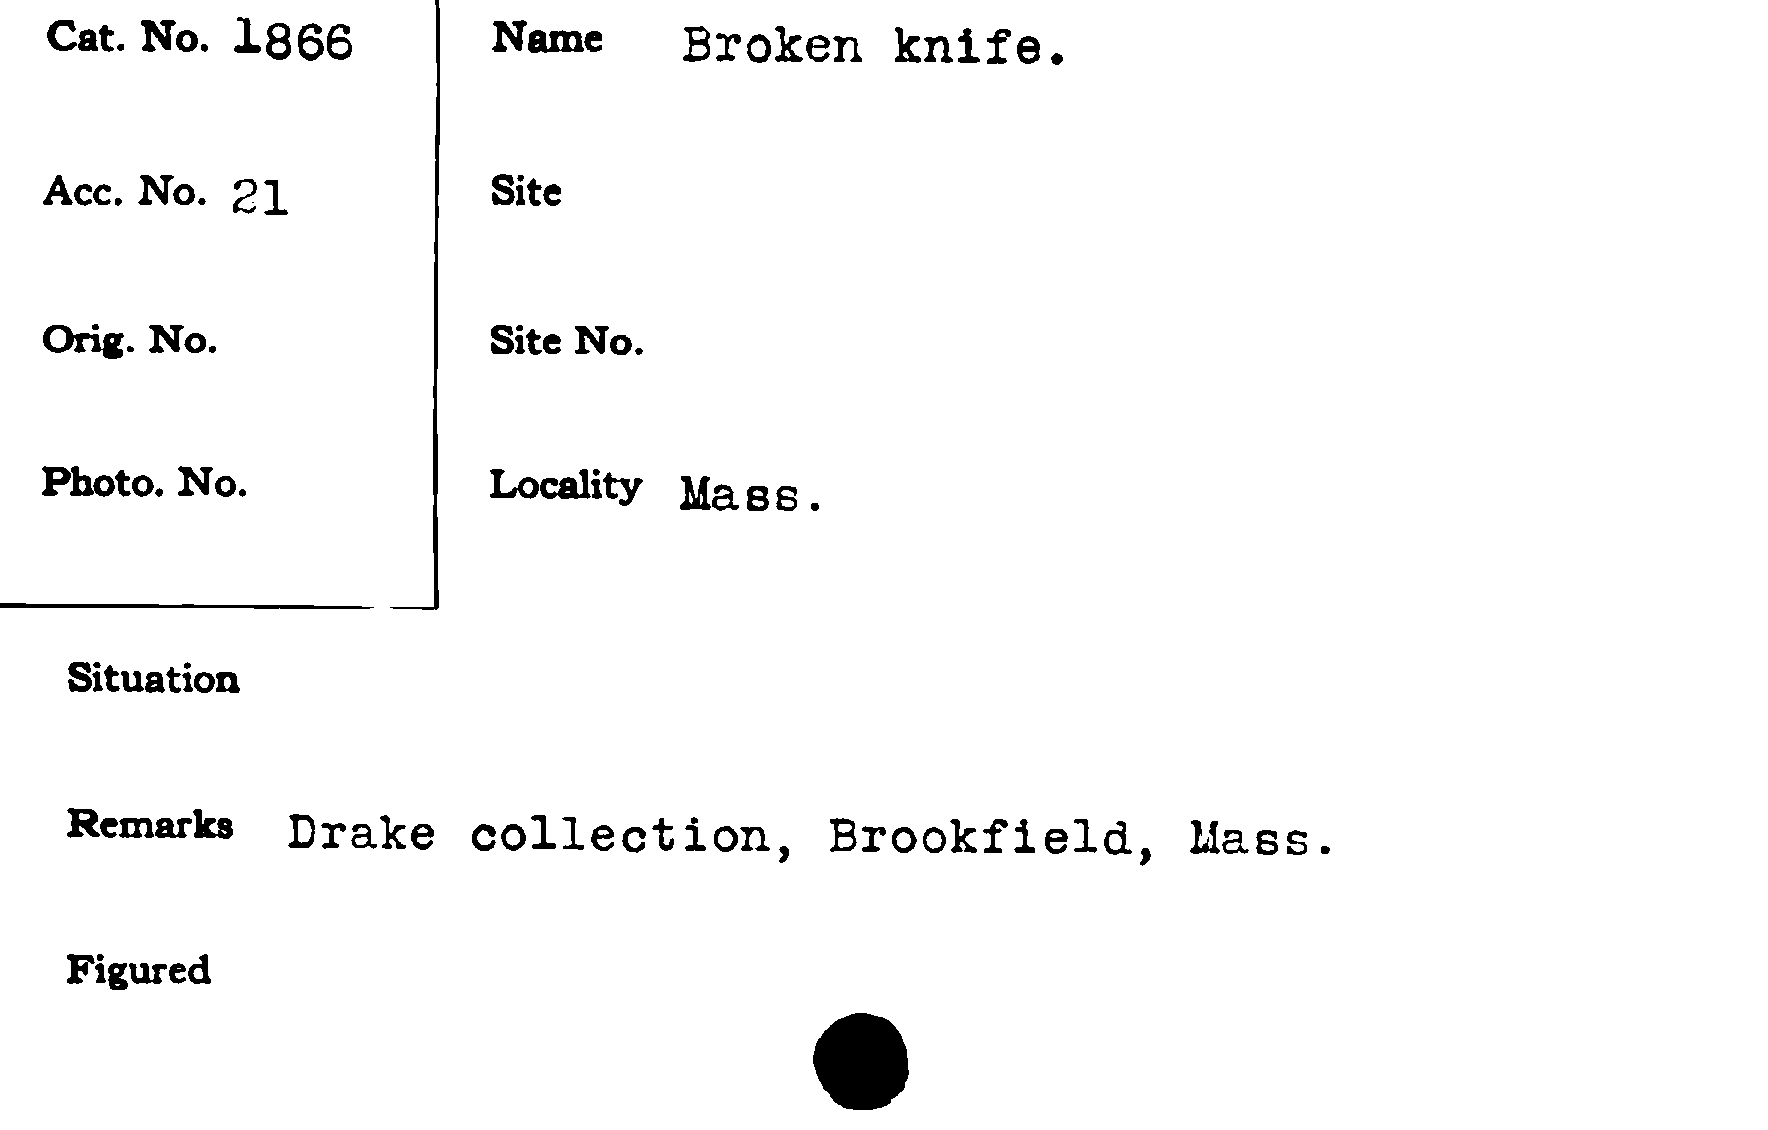 Cat. No. 1866
Name Broken knife.
Acc. No. 21
Site
Orig. No.
Site No.
Photo. No.
Locality Mass.
Situation
Remarks Drake collection, Brookfield, Mass.
Figured